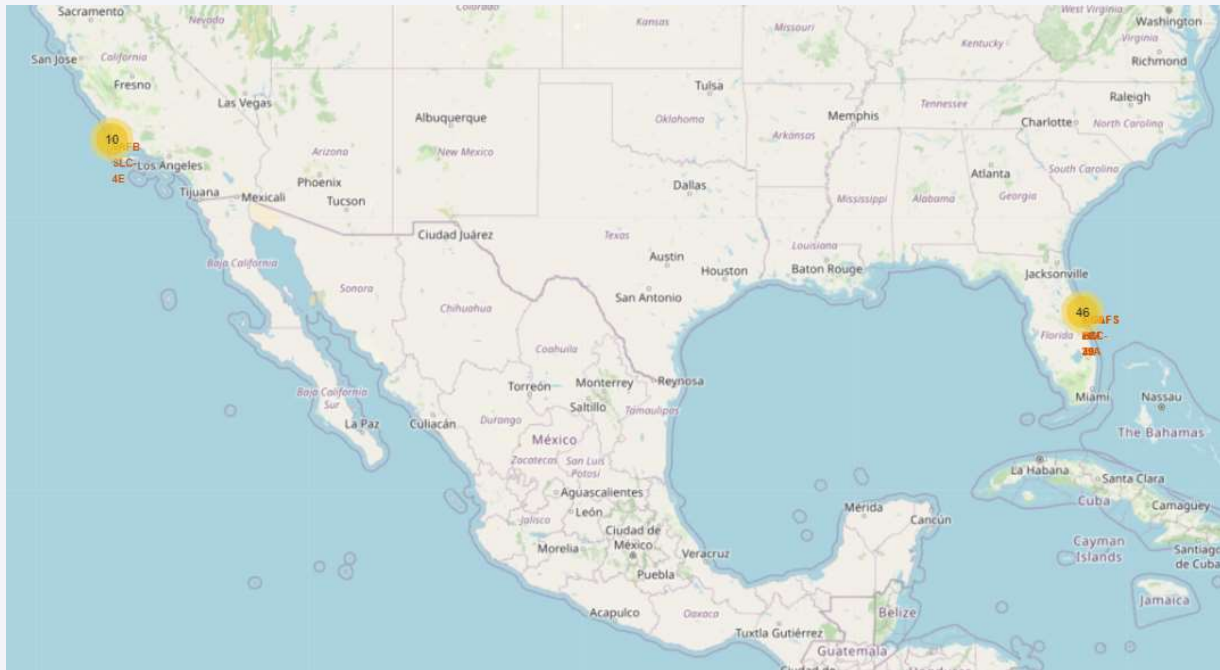 Sacramento
Nevada
Colorado
Kansas
Missouri
West Virginia
Washington
San Jose
California
Kentucky
Virginia
Richmond
Fresno
Las Vegas
Tulsa
Raleigh
Albuquerque
Oklahoma
Memphis
Tennessee
Charlotte
North Carolina
10
Arizona
New Mexico
Arkansas
SLC-
Los Angeles
Atlanta
South Carolina
4E
Phoenix
Dallas
Tijuana
Mexicali
Tucson
Mississippi
Alabama
Georgia
Ciudad Juárez
Texas
Louisiana
Baja California
Austin
Houston
Baton Rouge
Jacksonville
Sonora
Chihuahua
San Antonio
46
Florida
Coahuila
Torreón
Monterrey
Reynosa
Miami
Nassau
Baja California
Sur
Saltillo
Tamaulipas
La Paz
Culiacán
Durango
The Bahamas
México
Zacatecas
San Luis
Potosí
La Habana
Santa Clara
Aguascalientes
Cuba
Camaguey
León
Mérida
Cancún
Jalisco
Ciudad de
México
Cayman
Islands
Santiago
de Cuba
Morelia
Veracruz
Puebla
Jamaica
Acapulco
Oaxaca
Belize
Tuxtla Gutiérrez
Guatemala